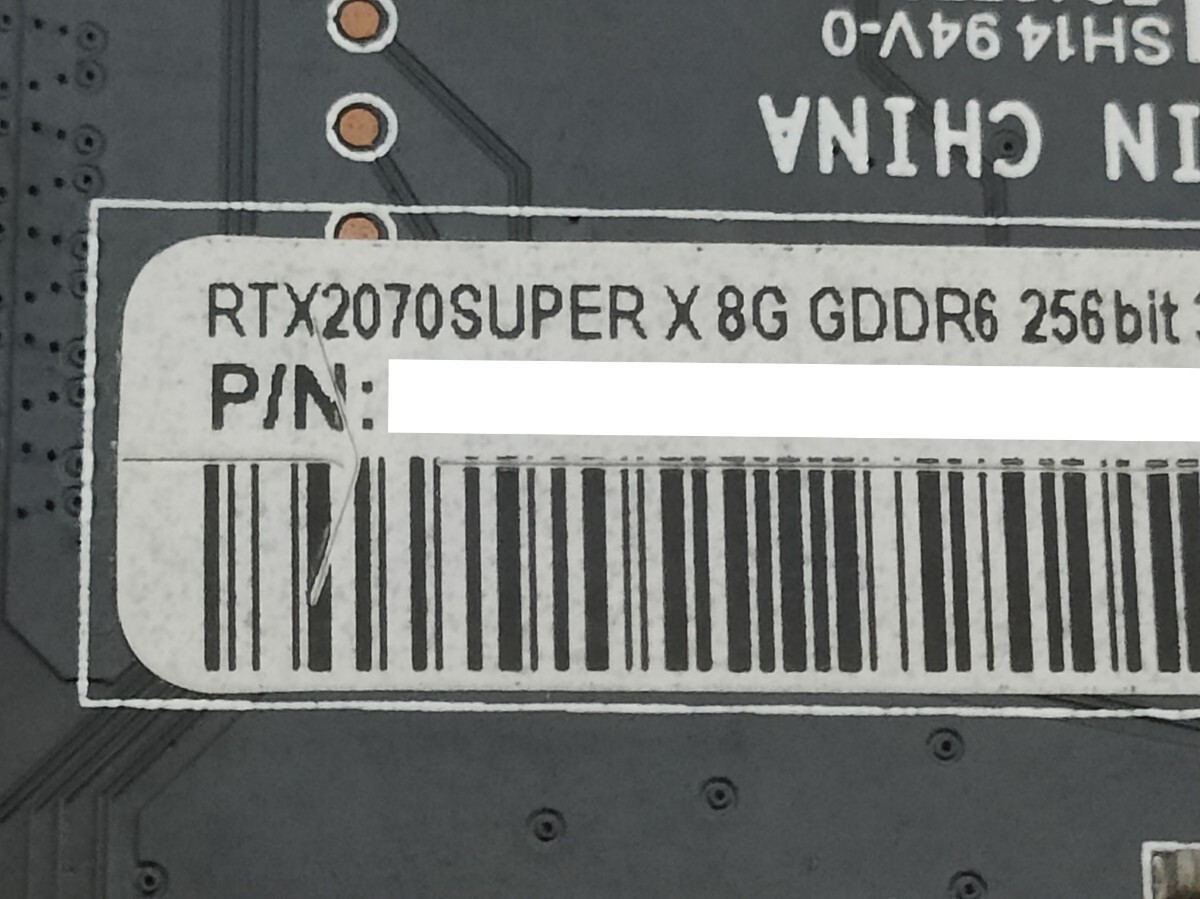 SH14 94V-0
IN CHINA
RTX2070SUPER X 8G GDDR6 256bit
P/N: